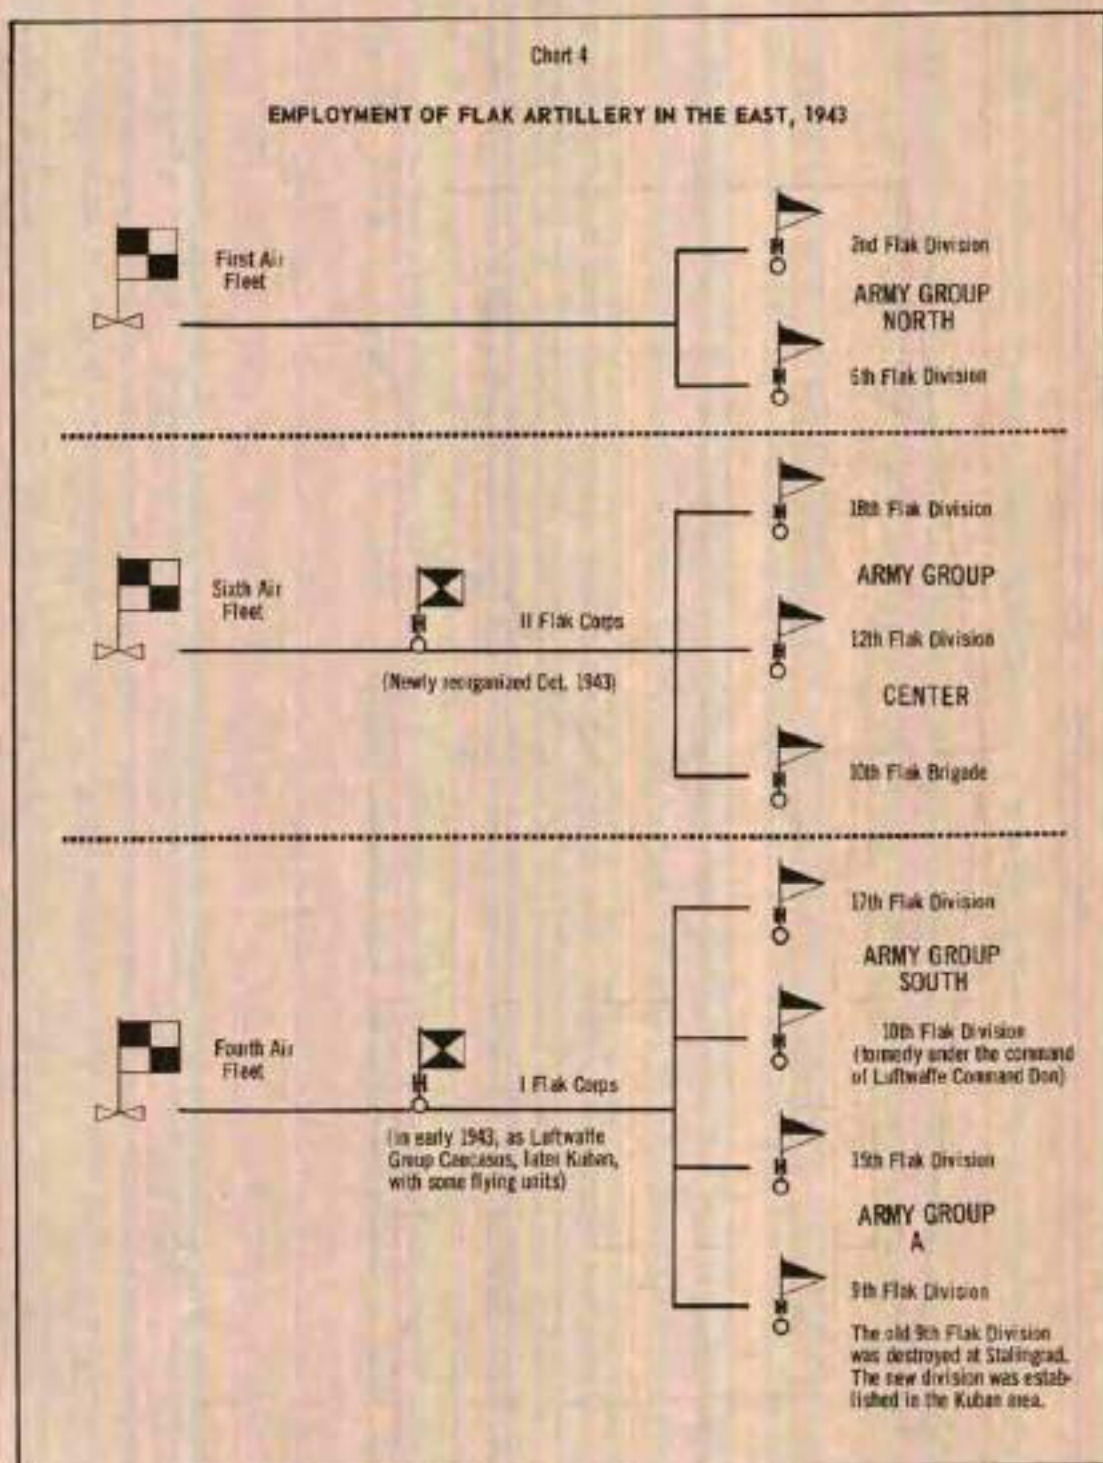 Chart 4
EMPLOYMENT OF FLAK ARTILLERY IN THE EAST, 1943
First Air
Fleet
2nd Flak Division
ARMY GROUP
NORTH
6th Flak Division
Sixth Air
Fleet
II Flak Corps
(Newly reorganized Oct. 1943)
18th Flak Division
ARMY GROUP
12th Flak Division
CENTER
10th Flak Brigade
Fourth Air
Fleet
I Flak Corps
(in early 1943, as Luftwaffe
Group Caucasus, later Kuban,
with some flying units)
17th Flak Division
ARMY GROUP
SOUTH
10th Flak Division
(formerly under the command
of Luftwaffe Command Don)
15th Flak Division
ARMY GROUP
A
9th Flak Division
The old 9th Flak Division
was destroyed at Stalingrad.
The new division was estab-
lished in the Kuban area.